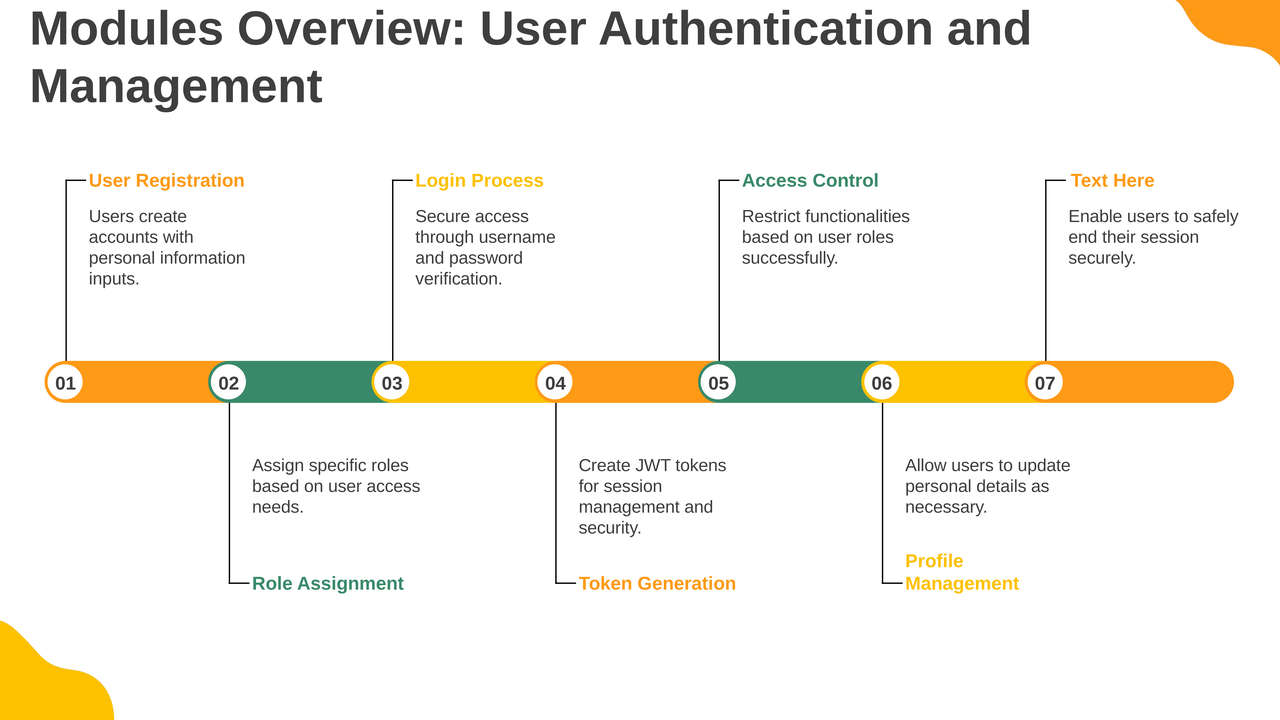 Modules Overview: User Authentication and
Management
User Registration
Users create
accounts with
personal information
inputs.
Login Process
Secure access
through username
and password
verification.
Access Control
Restrict functionalities
based on user roles
successfully.
Text Here
Enable users to safely
end their session
securely.
01
02
03
04
05
06
07
Assign specific roles
based on user access
needs.
Role Assignment
Create JWT tokens
for session
management and
security.
Token Generation
Allow users to update
personal details as
necessary.
Profile
Management